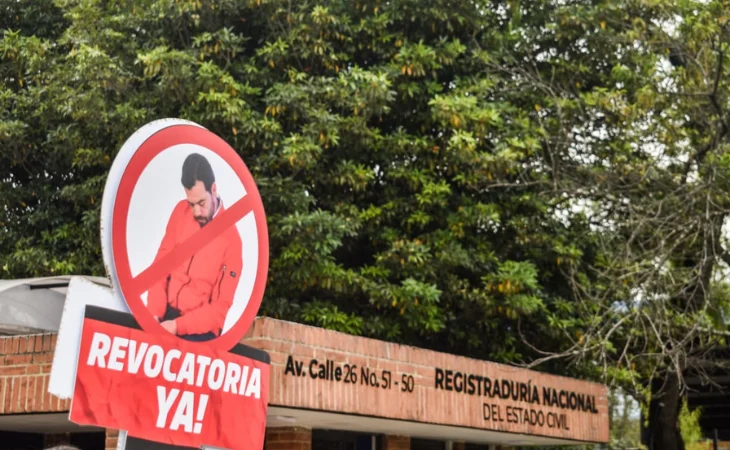 REVOCATORIA
YA!
Av. Calle 26 No. 51 - 50
REGISTRADURÍA NACIONAL
DEL ESTADO CIVIL